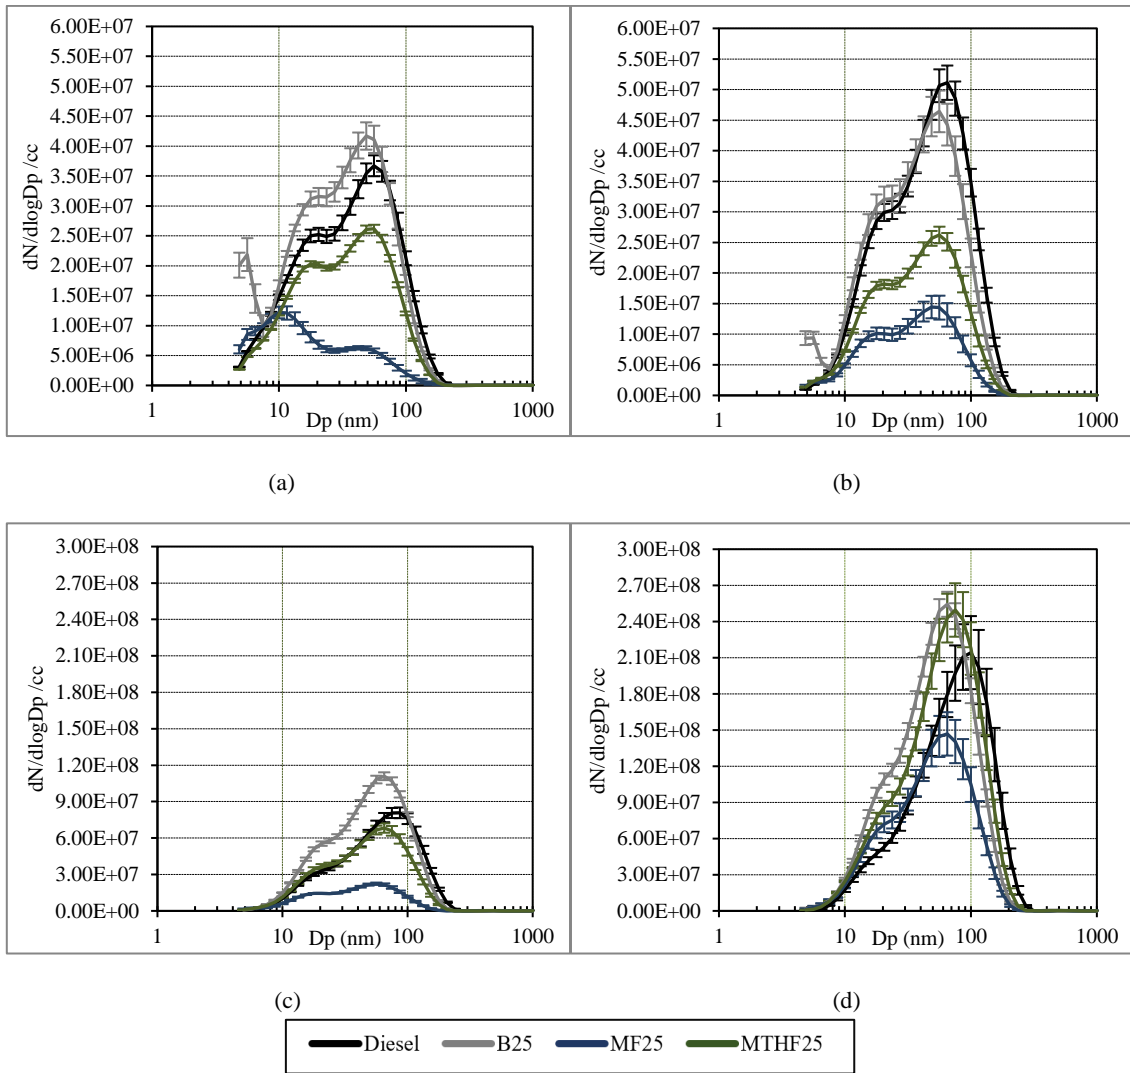 6.00E+07
5.50E+07
5.00E+07
4.50E+07
4.00E+07
3.50E+07
3.00E+07
2.50E+07
2.00E+07
1.50E+07
1.00E+07
5.00E+06
0.00E+00
dN/dlogDp /cc
1 10 100 1000
Dp (nm)
(a)
6.00E+07
5.50E+07
5.00E+07
4.50E+07
4.00E+07
3.50E+07
3.00E+07
2.50E+07
2.00E+07
1.50E+07
1.00E+07
5.00E+06
0.00E+00
dN/dlogDp /cc
1 10 100 1000
Dp (nm)
(b)
3.00E+08
2.70E+08
2.40E+08
2.10E+08
1.80E+08
1.50E+08
1.20E+08
9.00E+07
6.00E+07
3.00E+07
0.00E+00
dN/dlogDp /cc
1 10 100 1000
Dp (nm)
(c)
3.00E+08
2.70E+08
2.40E+08
2.10E+08
1.80E+08
1.50E+08
1.20E+08
9.00E+07
6.00E+07
3.00E+07
0.00E+00
dN/dlogDp /cc
1 10 100 1000
Dp (nm)
(d)
Diesel B25 MF25 MTHF25